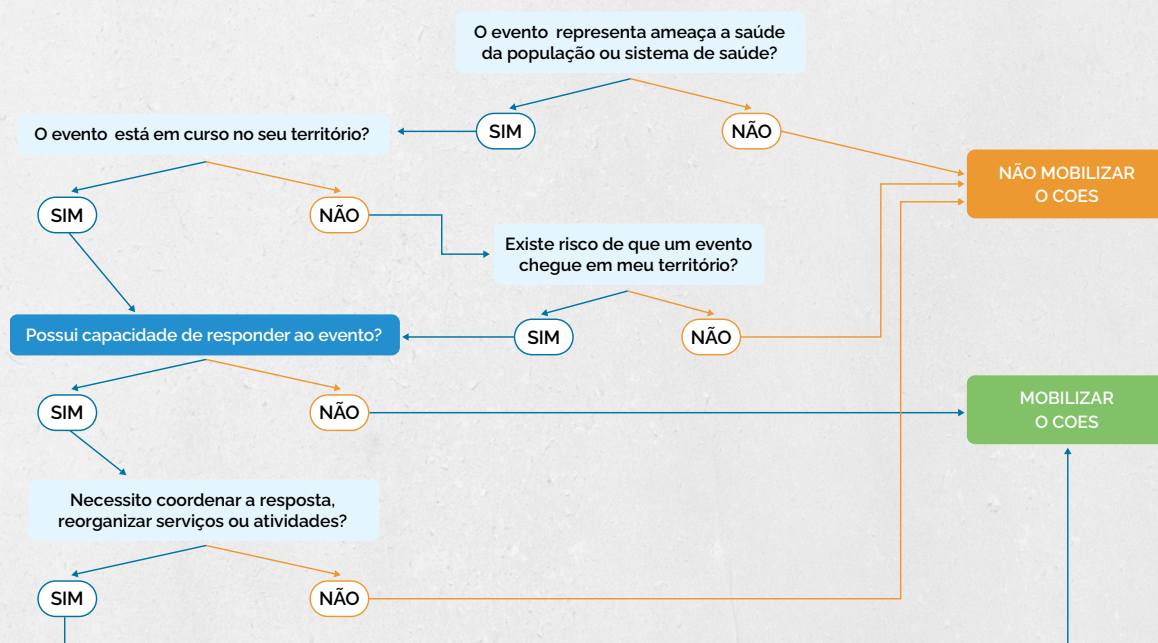 O evento representa ameaça a saúde
da população ou sistema de saúde?
SIM
NÃO
O evento está em curso no seu território?
NÃO MOBILIZAR
O COES
SIM
NÃO
Existe risco de que um evento
chegue em meu território?
Possui capacidade de responder ao evento?
SIM
NÃO
SIM
NÃO
MOBILIZAR
O COES
Necessito coordenar a resposta,
reorganizar serviços ou atividades?
SIM
NÃO